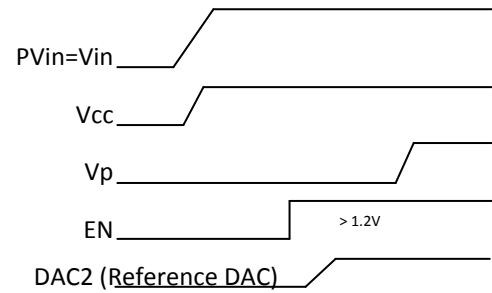 PVin=Vin
Vcc
Vp
EN
> 1.2V
DAC2 (Reference DAC)